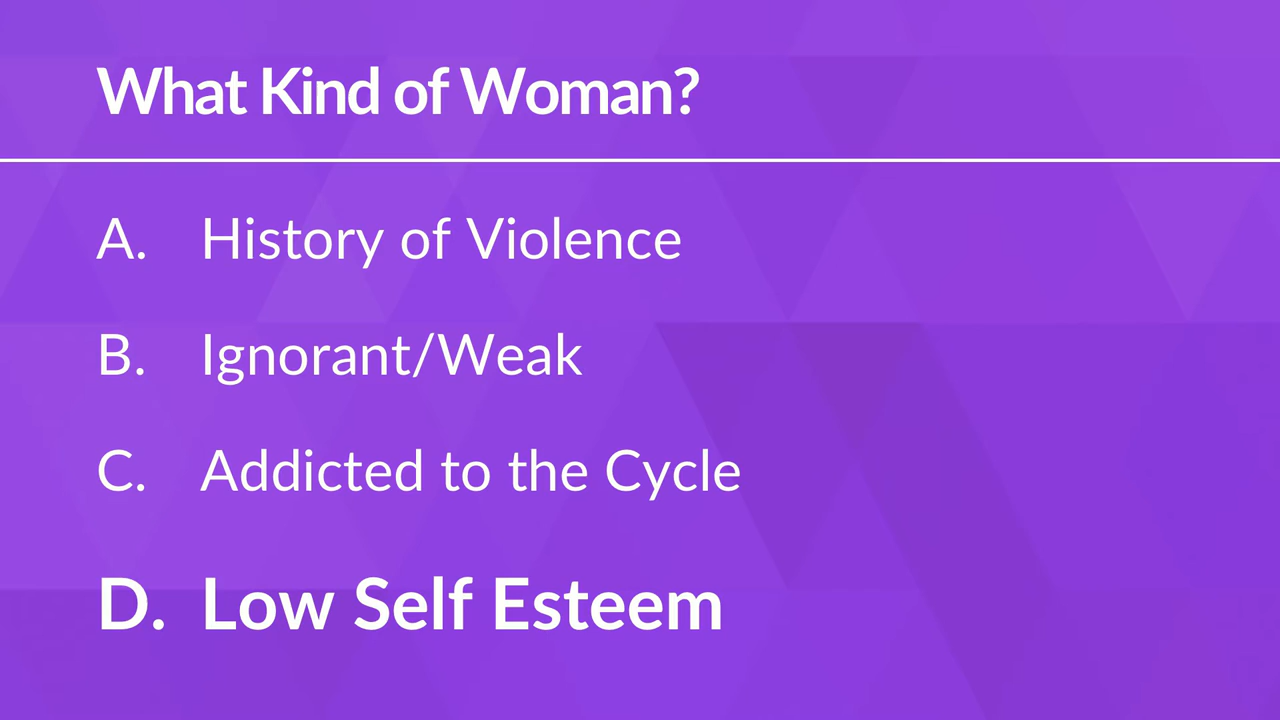 What Kind of Woman?
A. History of Violence
B. Ignorant/Weak
C. Addicted to the Cycle
D. Low Self Esteem